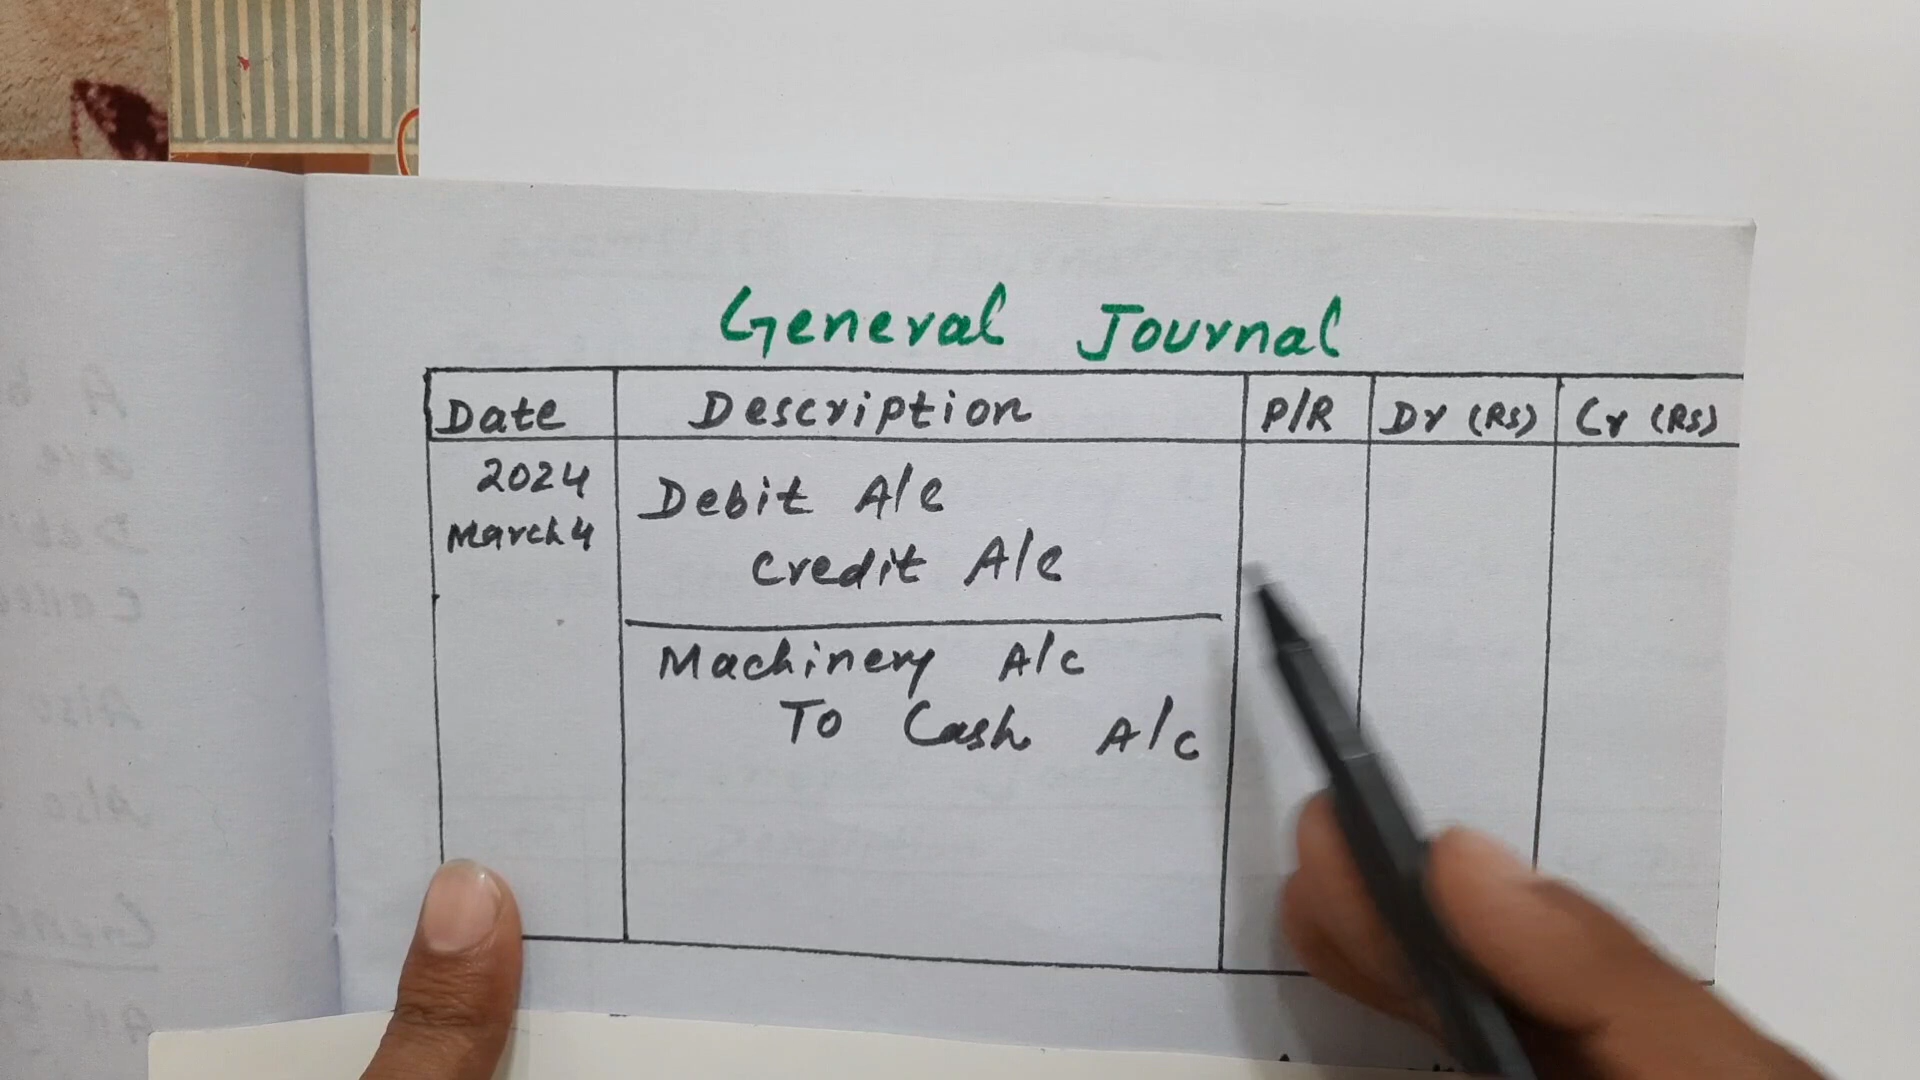 General Journal
Date Description P/R Dr (Rs) Cr (Rs)
2024
March 4
Debit A/c
Credit A/c
Machinery A/c
To Cash A/c